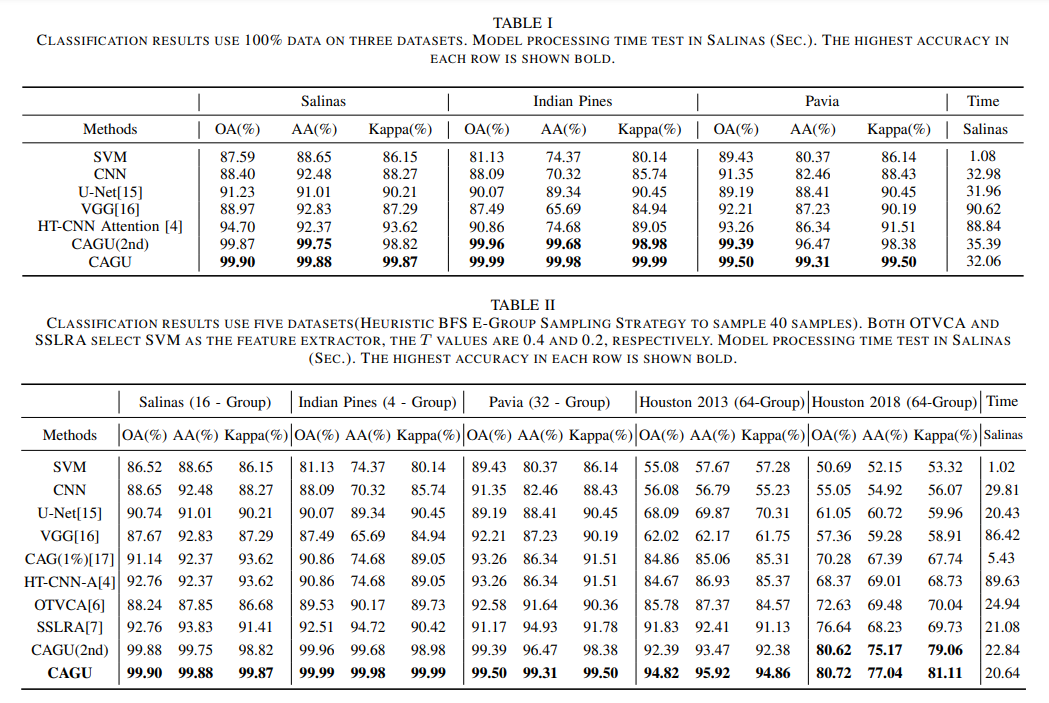 TABLE I
CLASSIFICATION RESULTS USE 100% DATA ON THREE DATASETS. MODEL PROCESSING TIME TEST IN SALINAS (SEC.). THE HIGHEST ACCURACY IN
EACH ROW IS SHOWN BOLD.
Salinas Indian Pines Pavia Time
Methods OA(%) AA(%) Kappa(%) OA(%) AA(%) Kappa(%) OA(%) AA(%) Kappa(%) Salinas
SVM 87.59 88.65 86.15 81.13 74.37 80.14 89.43 80.37 86.14 1.08
CNN 88.40 92.48 88.27 88.09 70.32 85.74 91.35 82.46 88.43 32.98
U-Net[15] 91.23 91.01 90.21 90.07 89.34 90.45 89.19 88.41 90.45 31.96
VGG[16] 88.97 92.83 87.29 87.49 65.69 84.94 92.21 87.23 90.19 90.62
HT-CNN Attention [4] 94.70 92.37 93.62 90.86 74.68 89.05 93.26 86.34 91.51 88.84
CAGU(2nd) 99.87 99.75 98.82 99.96 99.68 98.98 99.39 96.47 98.38 35.39
CAGU 99.90 99.88 99.87 99.99 99.98 99.99 99.50 99.31 99.50 32.06
TABLE II
CLASSIFICATION RESULTS USE FIVE DATASETS(HEURISTIC BFS E-GROUP SAMPLING STRATEGY TO SAMPLE 40 SAMPLES). BOTH OTVCA AND
SSLRA SELECT SVM AS THE FEATURE EXTRACTOR, THE T VALUES ARE 0.4 AND 0.2, RESPECTIVELY. MODEL PROCESSING TIME TEST IN SALINAS
(SEC.). THE HIGHEST ACCURACY IN EACH ROW IS SHOWN BOLD.
Salinas (16 - Group) Indian Pines (4 - Group) Pavia (32 - Group) Houston 2013 (64-Group) Houston 2018 (64-Group) Time
Methods OA(%) AA(%) Kappa(%) OA(%) AA(%) Kappa(%) OA(%) AA(%) Kappa(%) OA(%) AA(%) Kappa(%) OA(%) AA(%) Kappa(%) Salinas
SVM 86.52 88.65 86.15 81.13 74.37 80.14 89.43 80.37 86.14 55.08 57.67 57.28 50.69 52.15 53.32 1.02
CNN 88.65 92.48 88.27 88.09 70.32 85.74 91.35 82.46 88.43 56.08 56.79 55.23 55.05 54.92 56.07 29.81
U-Net[15] 90.74 91.01 90.21 90.07 89.34 90.45 89.19 88.41 90.45 68.09 69.87 70.31 61.05 60.72 59.96 20.43
VGG[16] 87.67 92.83 87.29 87.49 65.69 84.94 92.21 87.23 90.19 62.02 62.17 61.75 57.36 59.28 58.91 86.42
CAG(1%)[17] 91.14 92.37 93.62 90.86 74.68 89.05 93.26 86.34 91.51 84.86 85.06 85.31 70.28 67.39 67.74 5.43
HT-CNN-A[4] 92.76 92.37 93.62 90.86 74.68 89.05 93.26 86.34 91.51 84.67 86.93 85.37 68.37 69.01 68.73 89.63
OTVCA[6] 88.24 87.85 86.68 89.53 90.17 89.73 92.58 91.64 90.36 85.78 87.37 84.57 72.63 69.48 70.04 24.94
SSLRA[7] 92.76 93.83 91.41 92.51 94.72 90.42 91.17 94.93 91.78 91.83 92.41 91.13 76.64 68.23 69.73 21.08
CAGU(2nd) 99.88 99.75 98.82 99.96 99.68 98.98 99.39 96.47 98.38 92.39 93.47 92.38 80.62 75.17 79.06 22.84
CAGU 99.90 99.88 99.87 99.99 99.98 99.99 99.50 99.31 99.50 94.82 95.92 94.86 80.72 77.04 81.11 20.64